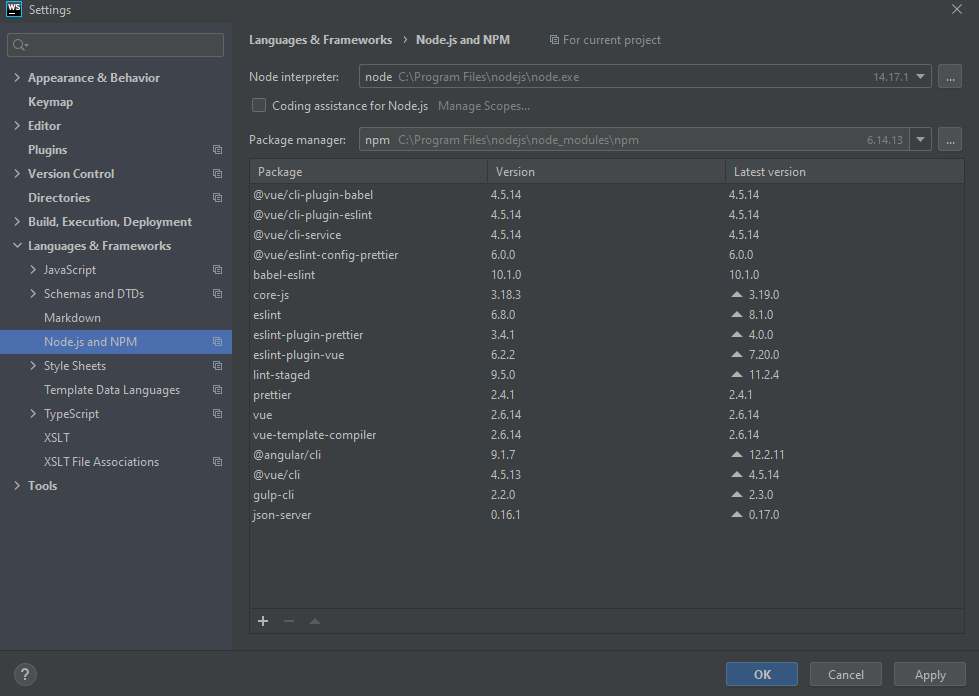 WS Settings
Languages & Frameworks › Node.js and NPM For current project
Appearance & Behavior
Keymap
Editor
Plugins
Version Control
Directories
Build, Execution, Deployment
Languages & Frameworks
JavaScript
Schemas and DTDs
Markdown
Node.js and NPM
Style Sheets
Template Data Languages
TypeScript
XSLT
XSLT File Associations
Tools
Node interpreter: node C:\Program Files\nodejs\node.exe 14.17.1 ...
Coding assistance for Node.js Manage Scopes...
Package manager: npm C:\Program Files\nodejs\node_modules\npm 6.14.13 ...
Package Version Latest version
@vue/cli-plugin-babel 4.5.14 4.5.14
@vue/cli-plugin-eslint 4.5.14 4.5.14
@vue/cli-service 4.5.14 4.5.14
@vue/eslint-config-prettier 6.0.0 6.0.0
babel-eslint 10.1.0 10.1.0
core-js 3.18.3 3.19.0
eslint 6.8.0 8.1.0
eslint-plugin-prettier 3.4.1 4.0.0
eslint-plugin-vue 6.2.2 7.20.0
lint-staged 9.5.0 11.2.4
prettier 2.4.1 2.4.1
vue 2.6.14 2.6.14
vue-template-compiler 2.6.14 2.6.14
@angular/cli 9.1.7 12.2.11
@vue/cli 4.5.13 4.5.14
gulp-cli 2.2.0 2.3.0
json-server 0.16.1 0.17.0
? OK Cancel Apply